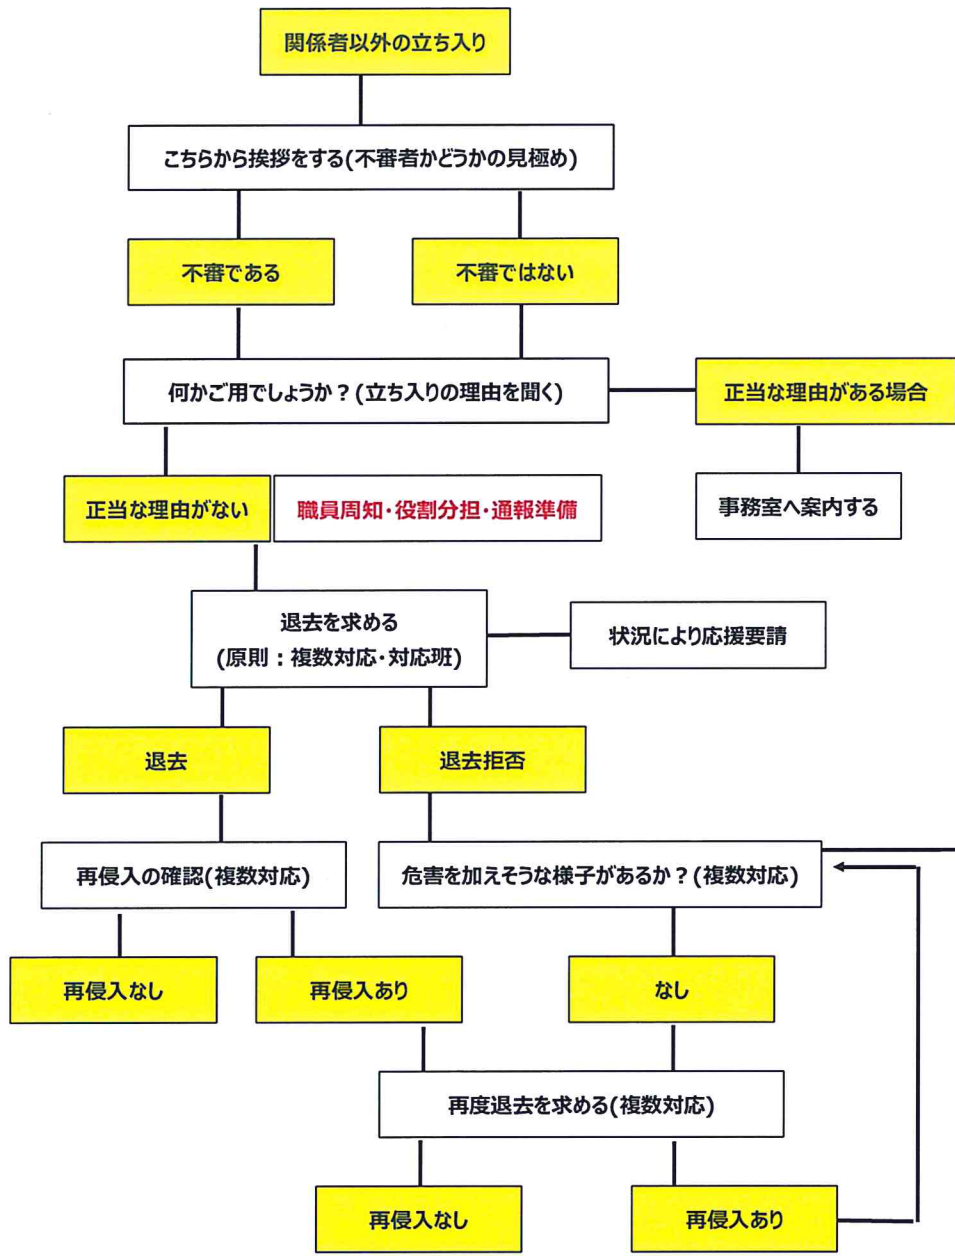 関係者以外の立ち入り
こちらから挨拶をする(不審者かどうかの見極め)
不審である
不審ではない
何かご用でしょうか？(立ち入りの理由を聞く)
正当な理由がある場合
正当な理由がない
職員周知・役割分担・通報準備
事務室へ案内する
退去を求める
(原則：複数対応・対応班)
状況により応援要請
退去
退去拒否
再侵入の確認(複数対応)
危害を加えそうな様子があるか？(複数対応)
再侵入なし
再侵入あり
なし
再度退去を求める(複数対応)
再侵入なし
再侵入あり